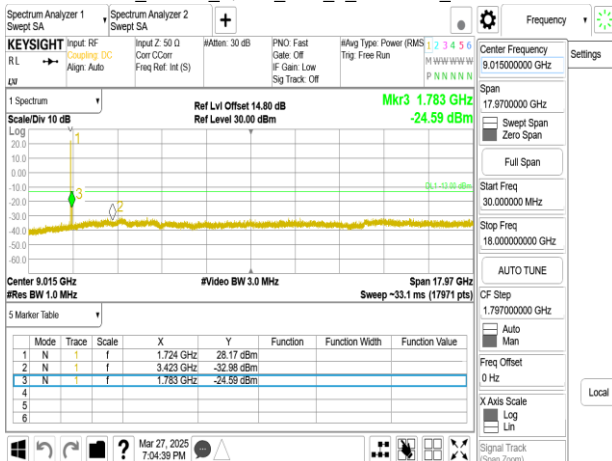 Spectrum Analyzer 1
Swept SA
Spectrum Analyzer 2
Swept SA
+
Frequency
KEYSIGHT
RL
Input: RF
Coupling: DC
Align: Auto
Input Z: 50 Ω
Corr CCorr
Freq Ref: Int (S)
#Atten: 30 dB
PNO: Fast
Gate: Off
IF Gain: Low
Sig Track: Off
#Avg Type: Power (RMS
Trig: Free Run
1 2 3 4 5 6
M W W W W W
P N N N N N
1 Spectrum
Scale/Div 10 dB
Ref Lvl Offset 14.80 dB
Ref Level 30.00 dBm
Mkr3 1.783 GHz
-24.59 dBm
Log
20.0
10.0
0.00
-10.0
-20.0
-30.0
-40.0
-50.0
-60.0
1
2
3
DL1 -13.00 dBm
Center 9.015 GHz
#Res BW 1.0 MHz
#Video BW 3.0 MHz
Span 17.97 GHz
Sweep ~33.1 ms (17971 pts)
5 Marker Table
Mode Trace Scale X Y Function Function Width Function Value
1 N 1 f 1.724 GHz 28.17 dBm
2 N 1 f 3.423 GHz -32.98 dBm
3 N 1 f 1.783 GHz -24.59 dBm
4
5
6
?
Mar 27, 2025
7:04:39 PM
Center Frequency
9.015000000 GHz
Span
17.9700000 GHz
Swept Span
Zero Span
Full Span
Start Freq
30.000000 MHz
Stop Freq
18.000000000 GHz
AUTO TUNE
CF Step
1.797000000 GHz
Auto
Man
Freq Offset
0 Hz
X Axis Scale
Log
Lin
Signal Track
(Span Zoom)
Settings
Local